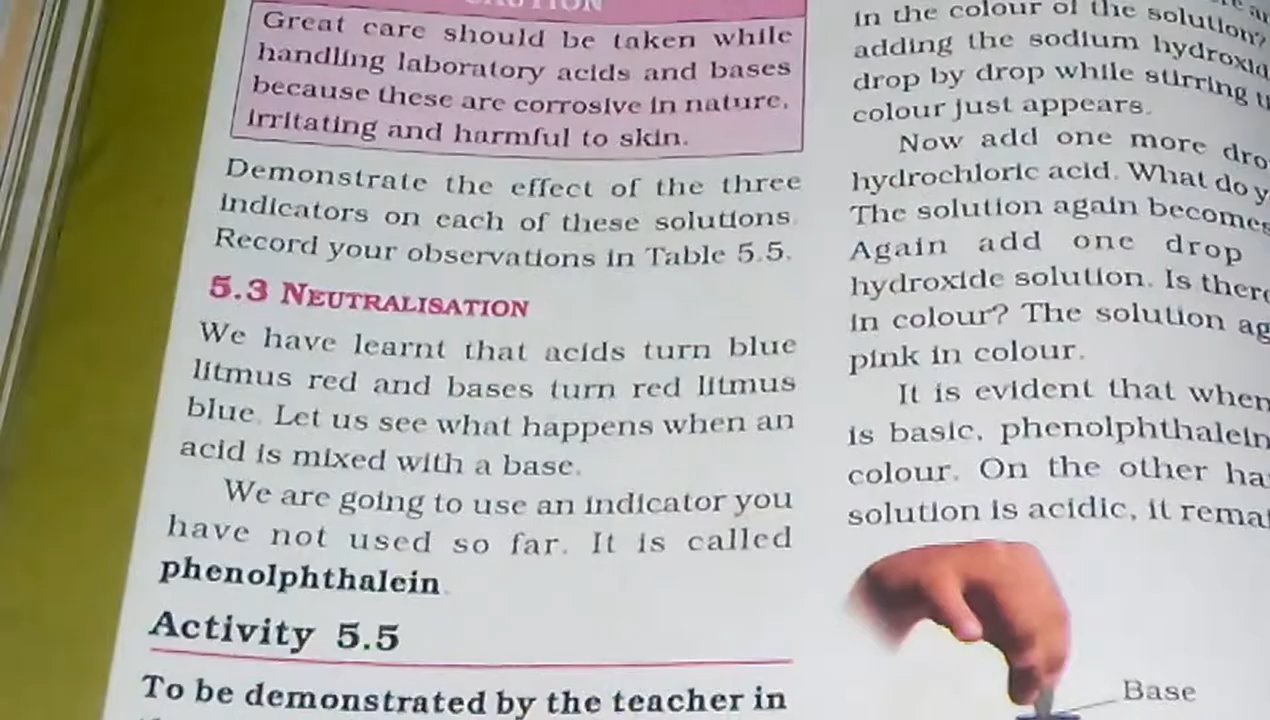 Great care should be taken while
handling laboratory acids and bases
because these are corrosive in nature,
irritating and harmful to skin.
Demonstrate the effect of the three
indicators on each of these solutions.
Record your observations in Table 5.5.
5.3 NEUTRALISATION
We have learnt that acids turn blue
litmus red and bases turn red litmus
blue. Let us see what happens when an
acid is mixed with a base.
We are going to use an indicator you
have not used so far. It is called
phenolphthalein.
Activity 5.5
To be demonstrated by the teacher in
in the colour of the solution?
adding the sodium
drop by drop while stirring
colour just appears.
Now add one more
hydrochloric acid. What do
The solution again becomes
Again add one drop
hydroxide solution. Is
in colour? The solution
pink in colour.
It is evident that when
is basic, phenolphthalein
colour. On the other
solution is acidic, it
Base